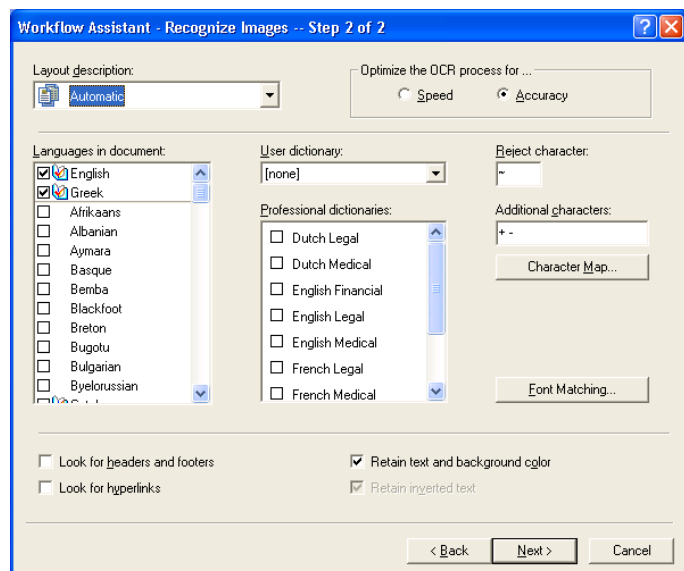 Workflow Assistant - Recognize Images -- Step 2 of 2
Layout description:
Automatic
Optimize the OCR process for ...
Speed
Accuracy
Languages in document:
English
Greek
Afrikaans
Albanian
Aymara
Basque
Bemba
Blackfoot
Breton
Bugotu
Bulgarian
Byelorussian
User dictionary:
[none]
Professional dictionaries:
Dutch Legal
Dutch Medical
English Financial
English Legal
English Medical
French Legal
French Medical
Reject character:
~
Additional characters:
+ -
Character Map...
Font Matching...
Look for headers and footers
Look for hyperlinks
Retain text and background color
Retain inverted text
< Back
Next >
Cancel